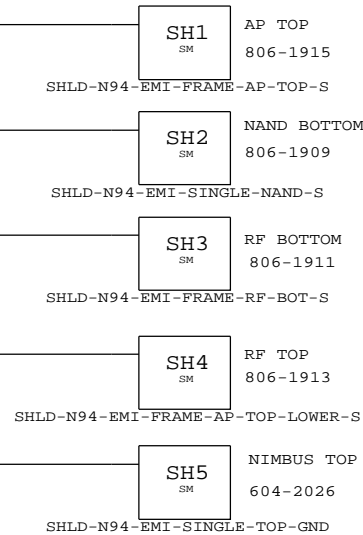 SH1
SM
AP TOP
806-1915
SHLD-N94-EMI-FRAME-AP-TOP-S
SH2
SM
NAND BOTTOM
806-1909
SHLD-N94-EMI-SINGLE-NAND-S
SH3
SM
RF BOTTOM
806-1911
SHLD-N94-EMI-FRAME-RF-BOT-S
SH4
SM
RF TOP
806-1913
SHLD-N94-EMI-FRAME-AP-TOP-LOWER-S
SH5
SM
NIMBUS TOP
604-2026
SHLD-N94-EMI-SINGLE-TOP-GND